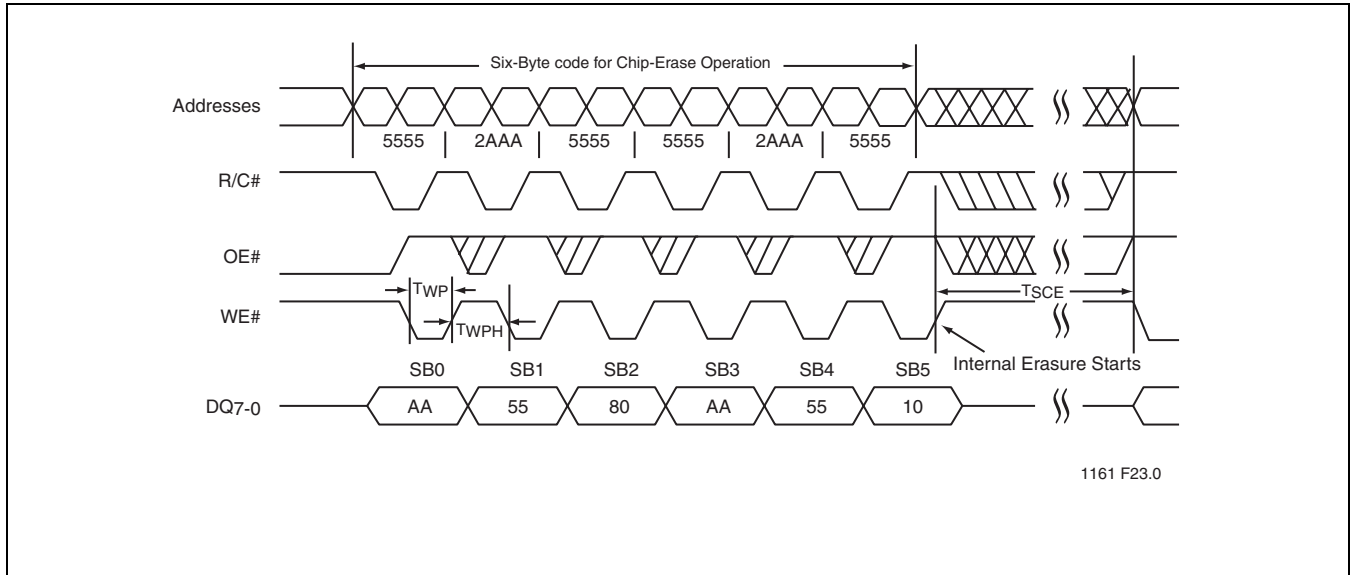 Six-Byte code for Chip-Erase Operation
Addresses
5555 2AAA 5555 5555 2AAA 5555
R/C#
OE#
TWP
TSCE
WE#
TWPH
Internal Erasure Starts
SB0 SB1 SB2 SB3 SB4 SB5
DQ7-0
AA 55 80 AA 55 10
1161 F23.0